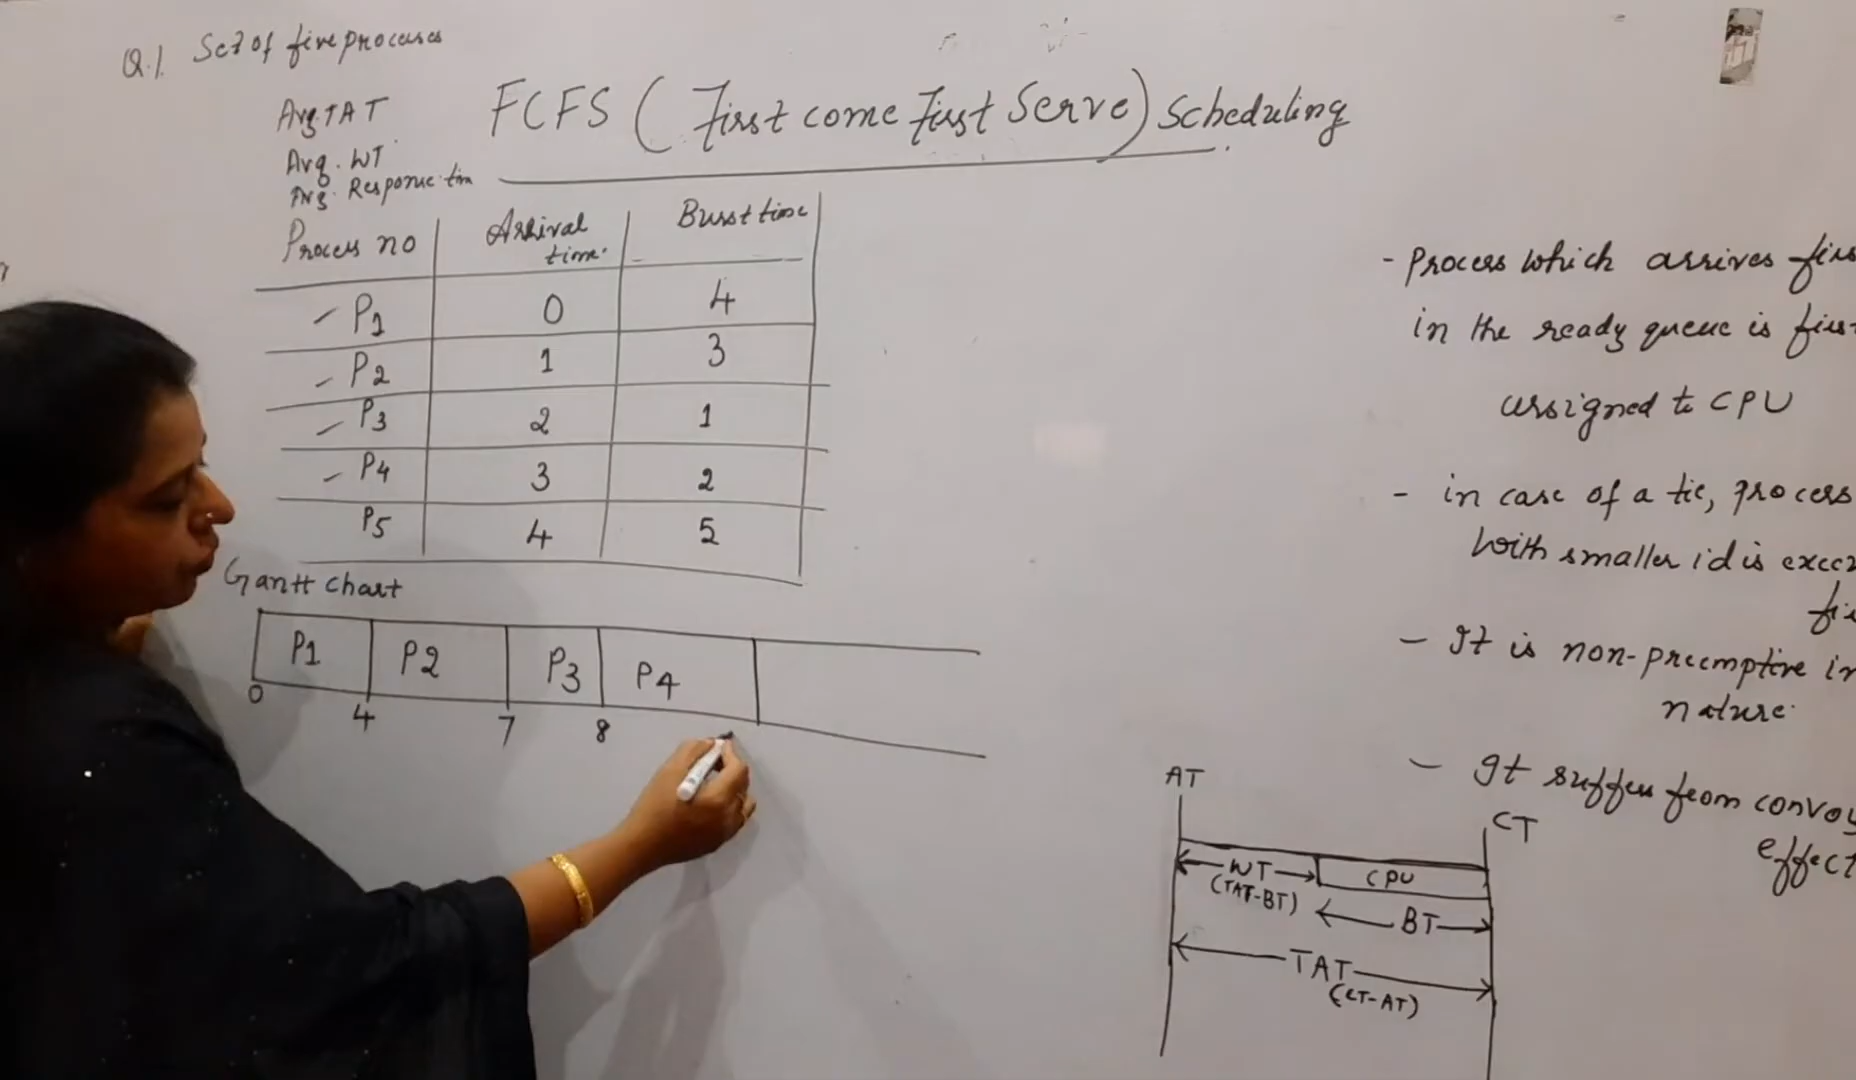 Q.1. Set of five processes
Avg TAT
Avg. WT
Avg. Response tim
FCFS ( First come First Serve ) Scheduling
Process no
Arrival time.
Burst time
P1 0 4
P2 1 3
P3 2 1
P4 3 2
P5 4 5
Gantt chart
P1 P2 P3 P4
0 4 7 8
- Process which arrives firs
in the ready queue is firs
assigned to CPU
- in case of a tie, process
with smaller id is execu
fi
- It is non-preemptive in
nature.
- It suffers from convoy
effect
AT
CT
WT
(TAT-BT)
CPU
BT
TAT
(CT-AT)